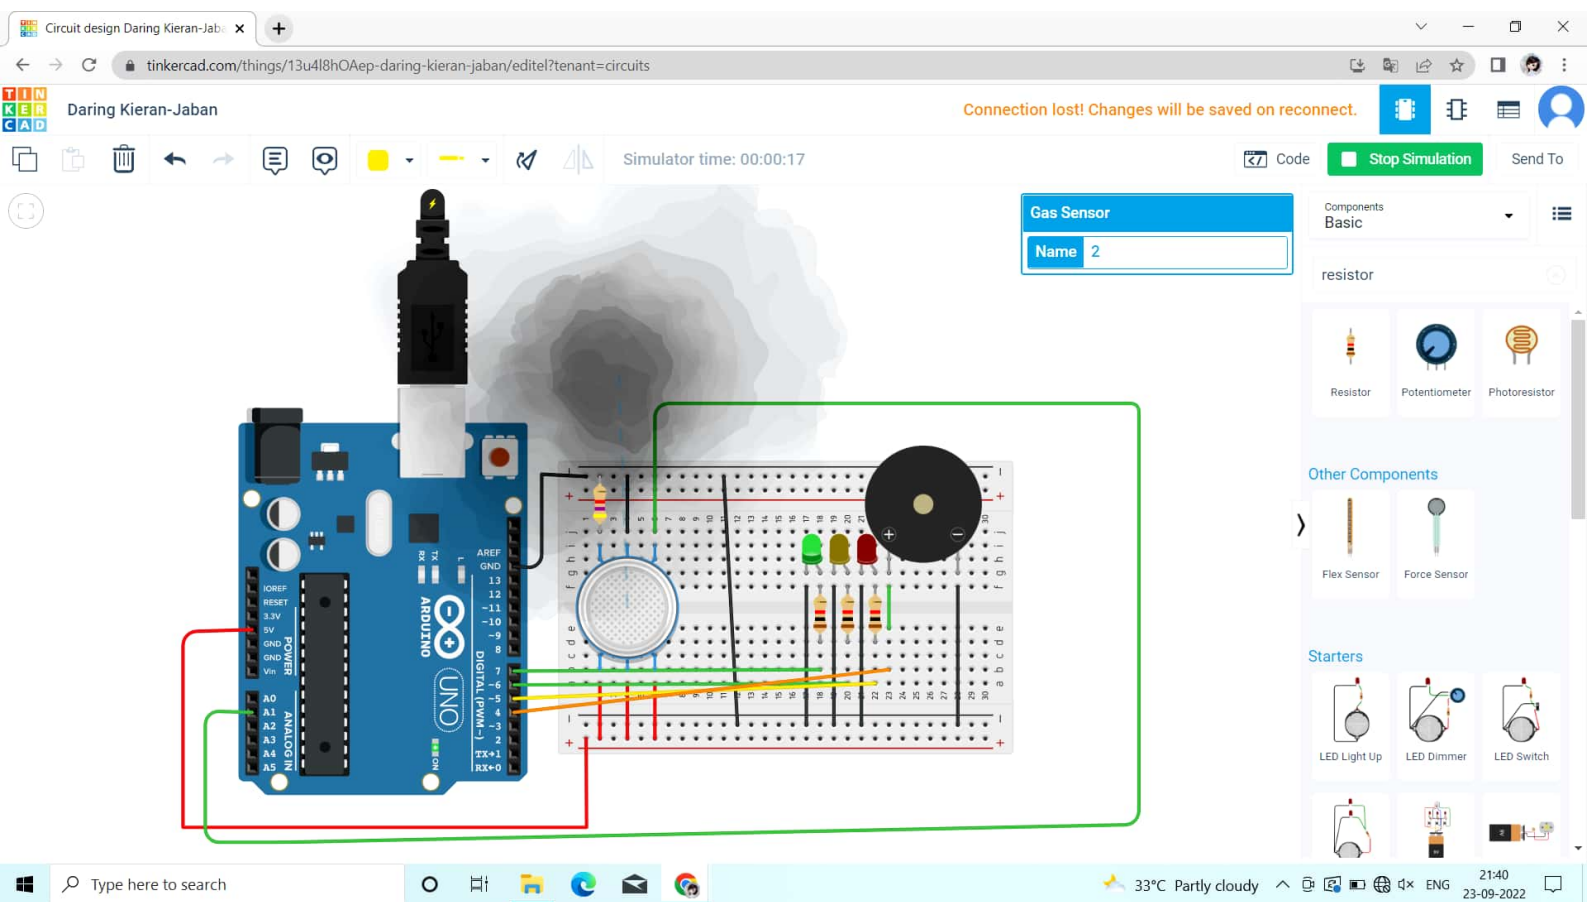 Circuit design Daring Kieran-Jab
tinkercad.com/things/13u4l8hOAep-daring-kieran-jaban/editel?tenant=circuits
TINKERCAD
Daring Kieran-Jaban
Connection lost! Changes will be saved on reconnect.
Simulator time: 00:00:17
Code
Stop Simulation
Send To
Gas Sensor
Name 2
Components
Basic
resistor
Resistor
Potentiometer
Photoresistor
Other Components
Flex Sensor
Force Sensor
Starters
LED Light Up
LED Dimmer
LED Switch
AREF
GND
13
12
~11
~10
~9
8
7
~6
~5
4
~3
2
TX→1
RX←0
DIGITAL (PWM~)
RX
TX
L
ARDUINO
UNO
ON
IOREF
RESET
3.3V
5V
GND
GND
Vin
POWER
A0
A1
A2
A3
A4
A5
ANALOG IN
Type here to search
33°C Partly cloudy
ENG
21:40
23-09-2022